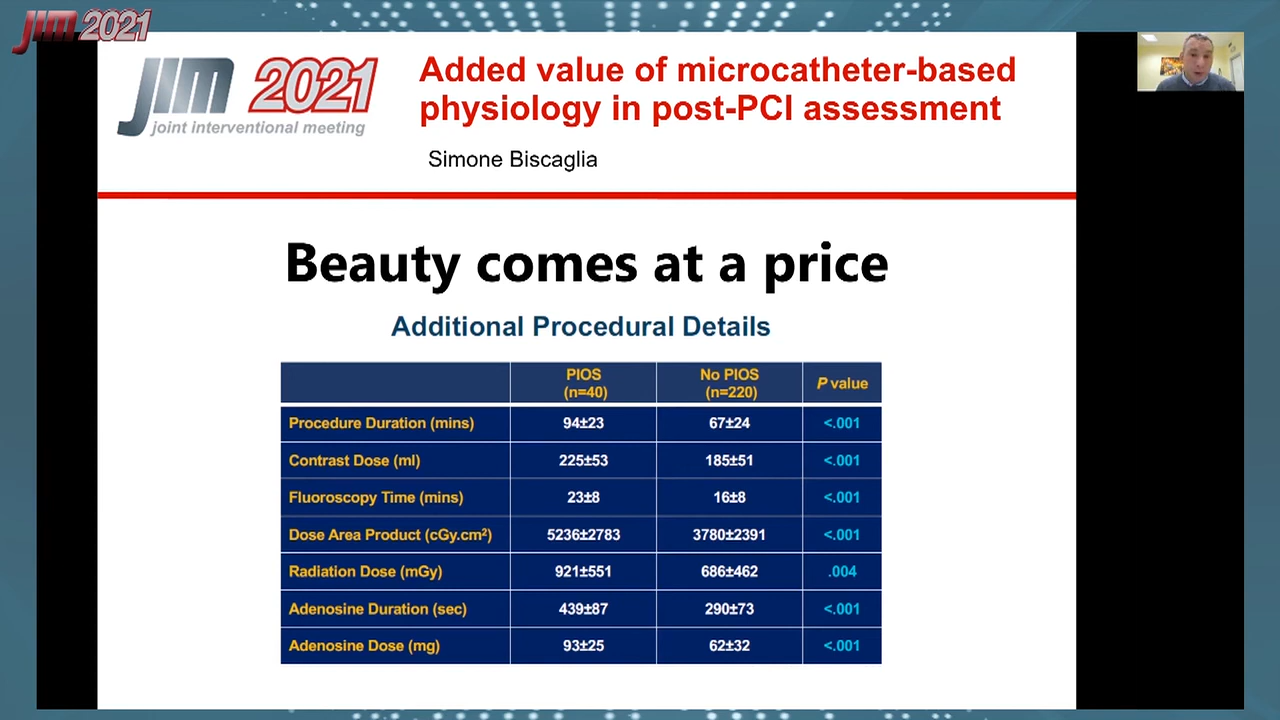 JIM 2021
JIM 2021
joint interventional meeting
Added value of microcatheter-based
physiology in post-PCI assessment
Simone Biscaglia
Beauty comes at a price
Additional Procedural Details
PIOS (n=40) No PIOS (n=220) P value
Procedure Duration (mins) 94±23 67±24 <.001
Contrast Dose (ml) 225±53 185±51 <.001
Fluoroscopy Time (mins) 23±8 16±8 <.001
Dose Area Product (cGy.cm²) 5236±2783 3780±2391 <.001
Radiation Dose (mGy) 921±551 686±462 .004
Adenosine Duration (sec) 439±87 290±73 <.001
Adenosine Dose (mg) 93±25 62±32 <.001